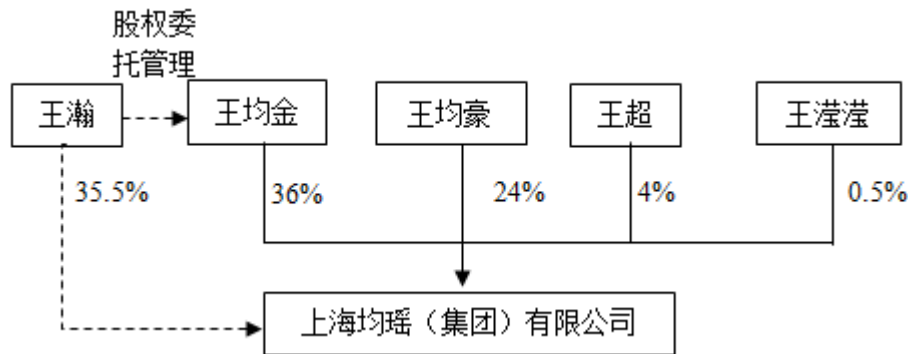 股权委
托管理
王瀚
王均金
王均豪
王超
王滢滢
35.5%
36%
24%
4%
0.5%
上海均瑶（集团）有限公司